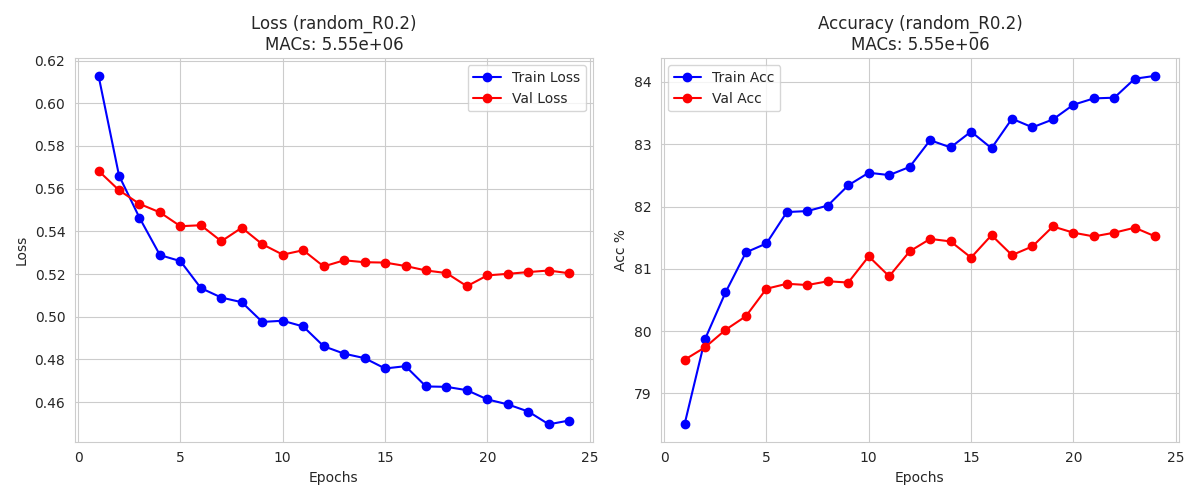 Loss (random_R0.2)
MACs: 5.55e+06
Train Loss
Val Loss
0.62
0.60
0.58
0.56
0.54
0.52
0.50
0.48
0.46
Loss
0
5
10
15
20
25
Epochs
Accuracy (random_R0.2)
MACs: 5.55e+06
Train Acc
Val Acc
84
83
82
81
80
79
Acc %
0
5
10
15
20
25
Epochs